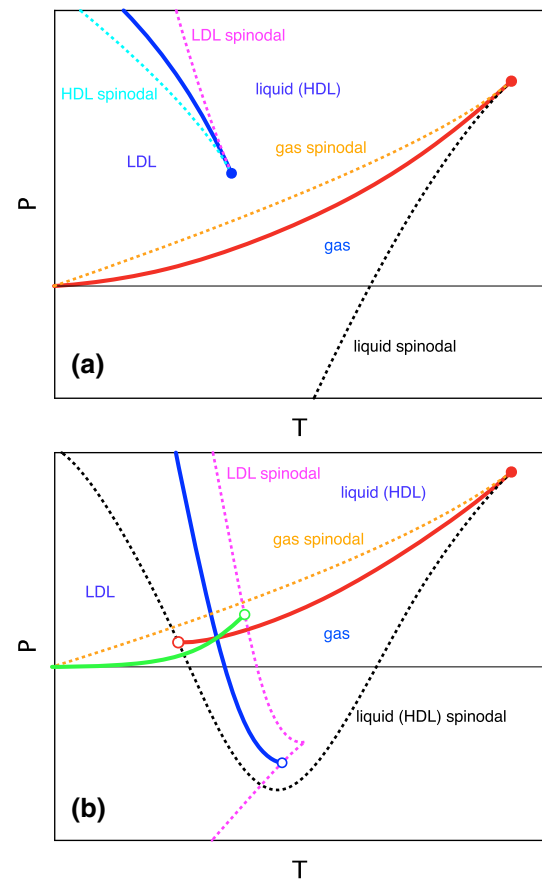 LDL spinodal
liquid (HDL)
HDL spinodal
gas spinodal
LDL
P
gas
liquid spinodal
(a)
T
LDL spinodal
liquid (HDL)
gas spinodal
LDL
P
gas
liquid (HDL) spinodal
(b)
T